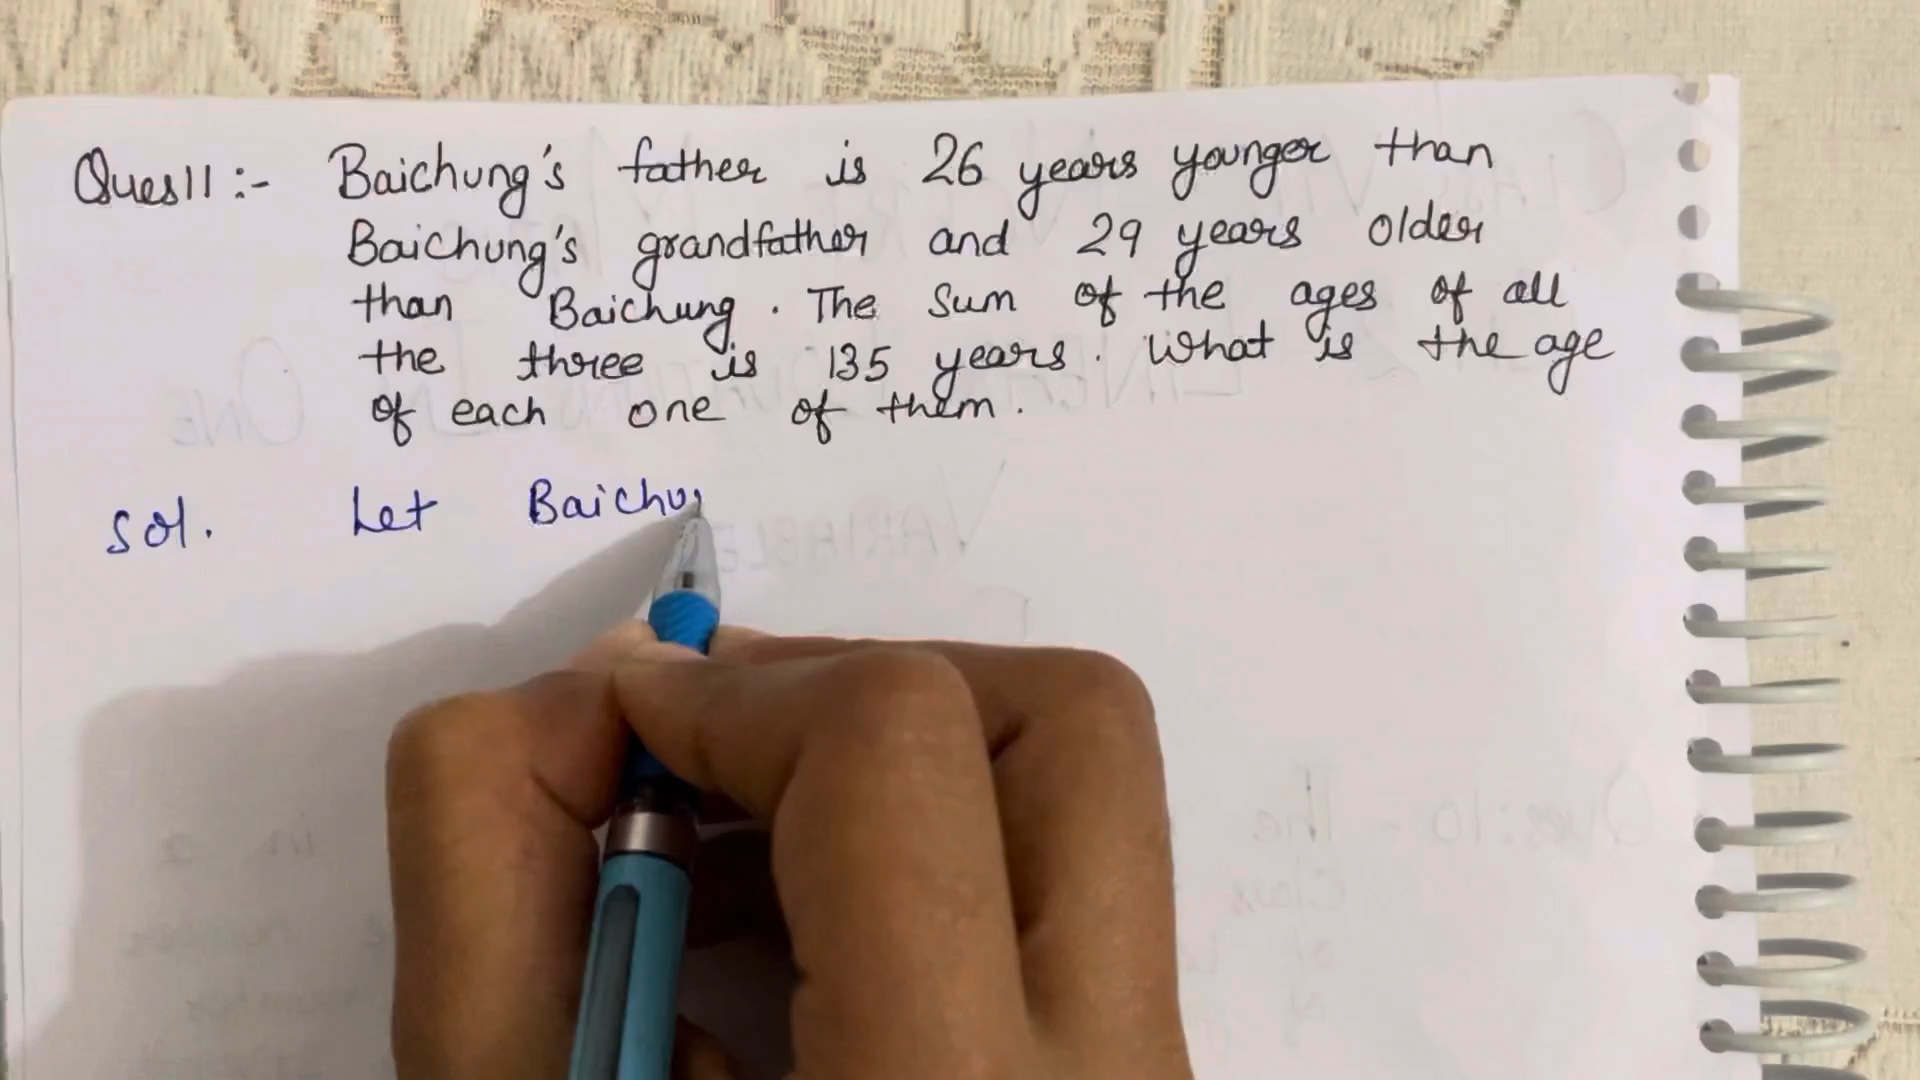 Ques11:- Baichung's father is 26 years younger than
Baichung's grandfather and 29 years older
than Baichung. The Sum of the ages of all
the three is 135 years. What is the age
of each one of them.
Sol. Let Baichu